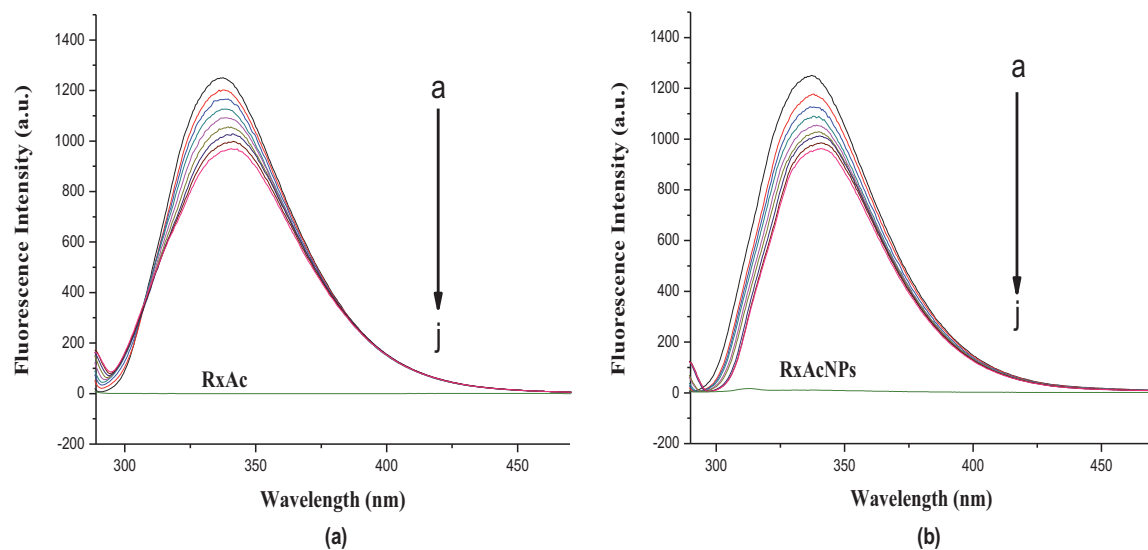 Fluorescence Intensity (a.u.)
1400
1200
1000
800
600
400
200
0
-200
a
j
RxAc
300
350
400
450
Wavelength (nm)
(a)
Fluorescence Intensity (a.u.)
1400
1200
1000
800
600
400
200
0
-200
a
j
RxAcNPs
300
350
400
450
Wavelength (nm)
(b)